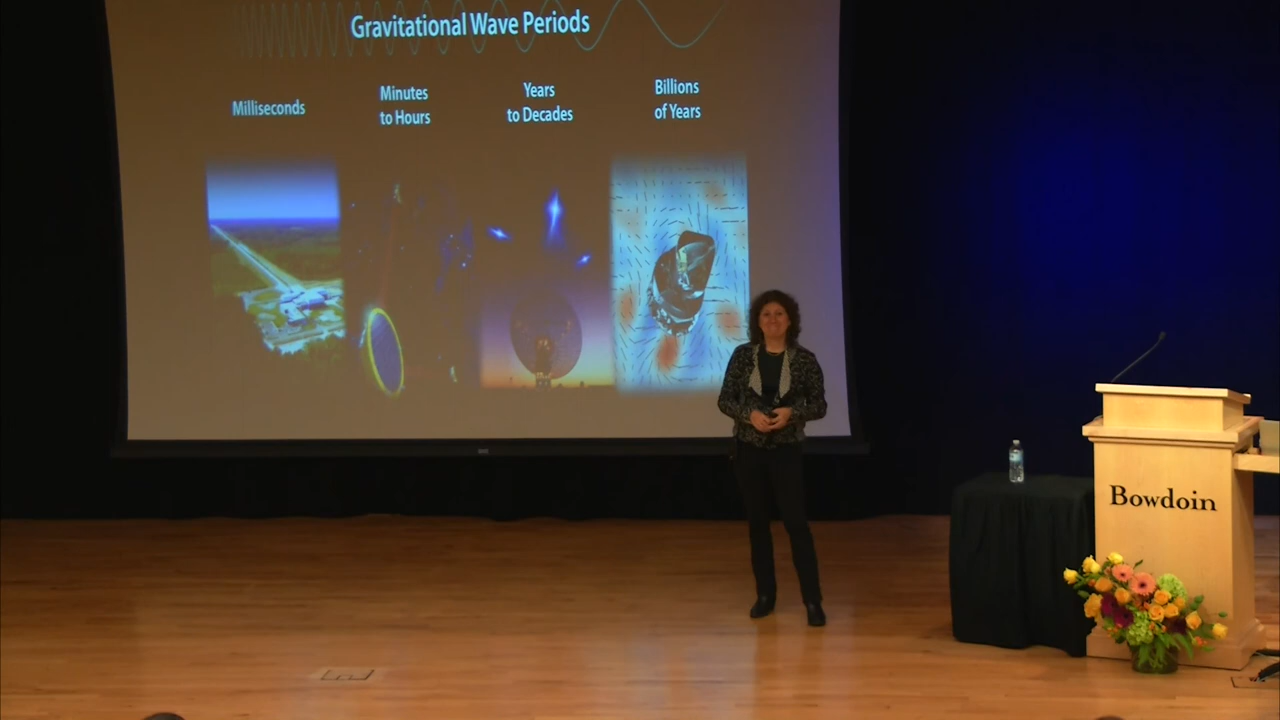 Gravitational Wave Periods
Milliseconds
Minutes
to Hours
Years
to Decades
Billions
of Years
Bowdoin